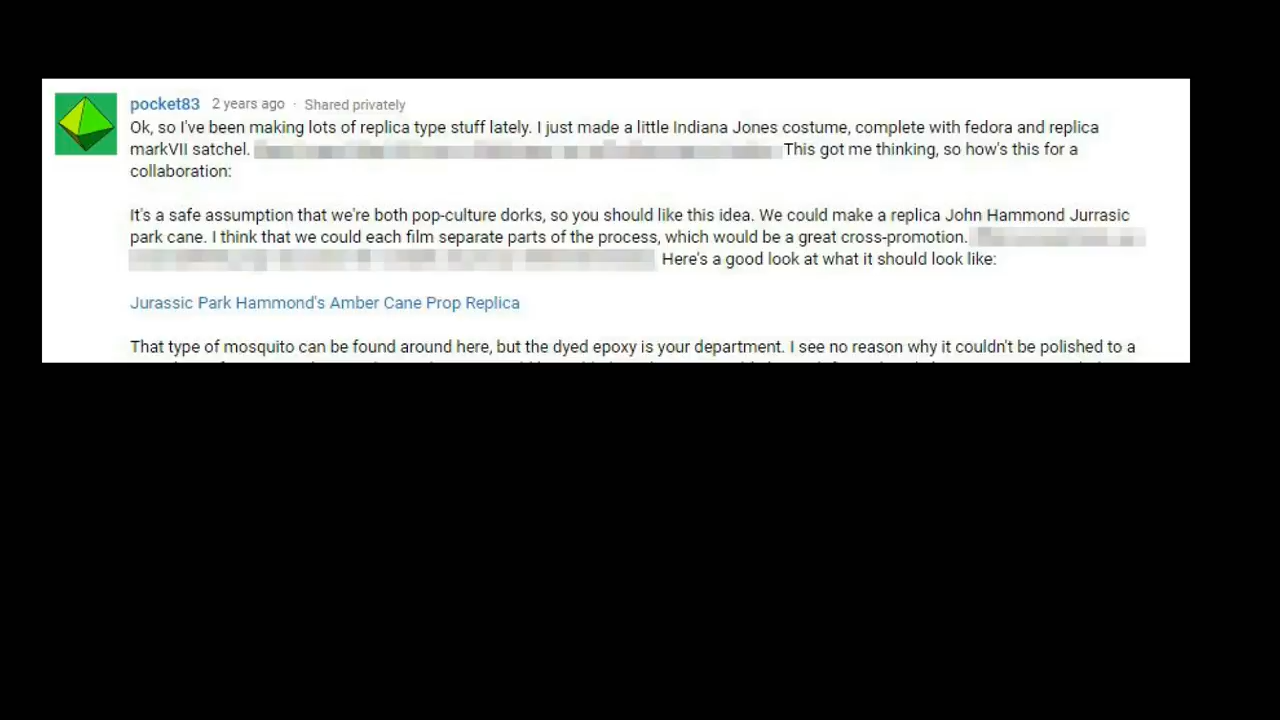 pocket83 2 years ago · Shared privately
Ok, so I've been making lots of replica type stuff lately. I just made a little Indiana Jones costume, complete with fedora and replica
markVII satchel. This got me thinking, so how's this for a
collaboration:
It's a safe assumption that we're both pop-culture dorks, so you should like this idea. We could make a replica John Hammond Jurrasic
park cane. I think that we could each film separate parts of the process, which would be a great cross-promotion.
Here's a good look at what it should look like:
Jurassic Park Hammond's Amber Cane Prop Replica
That type of mosquito can be found around here, but the dyed epoxy is your department. I see no reason why it couldn't be polished to a